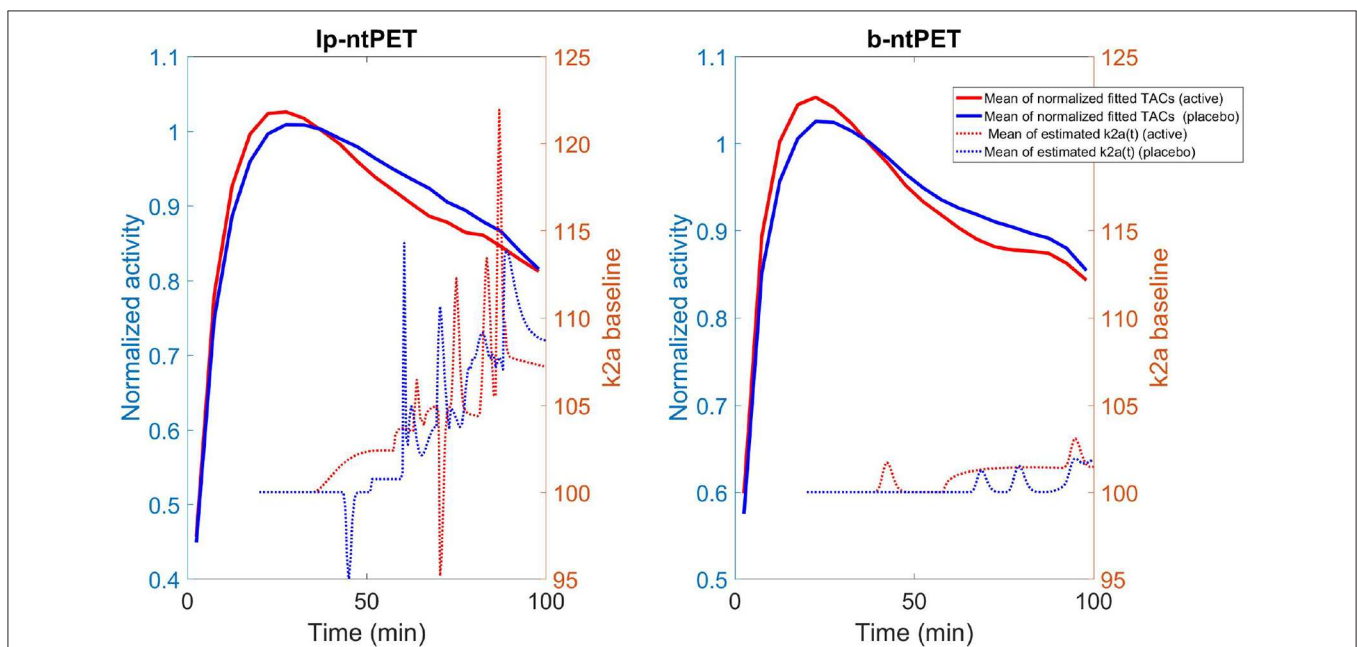 lp-ntPET
1.1
1
0.9
0.8
0.7
0.6
0.5
0.4
Normalized activity
125
120
115
110
105
100
95
k2a baseline
0
50
100
Time (min)
b-ntPET
1.1
1
0.9
0.8
0.7
0.6
0.5
Normalized activity
125
120
115
110
105
100
95
k2a baseline
0
50
100
Time (min)
Mean of normalized fitted TACs (active)
Mean of normalized fitted TACs (placebo)
Mean of estimated k2a(t) (active)
Mean of estimated k2a(t) (placebo)